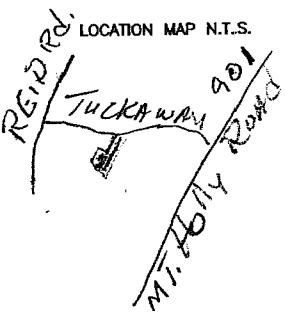 LOCATION MAP N.T.S.
REID Rd.
TUCKAWAY
901
MT. Holly Road